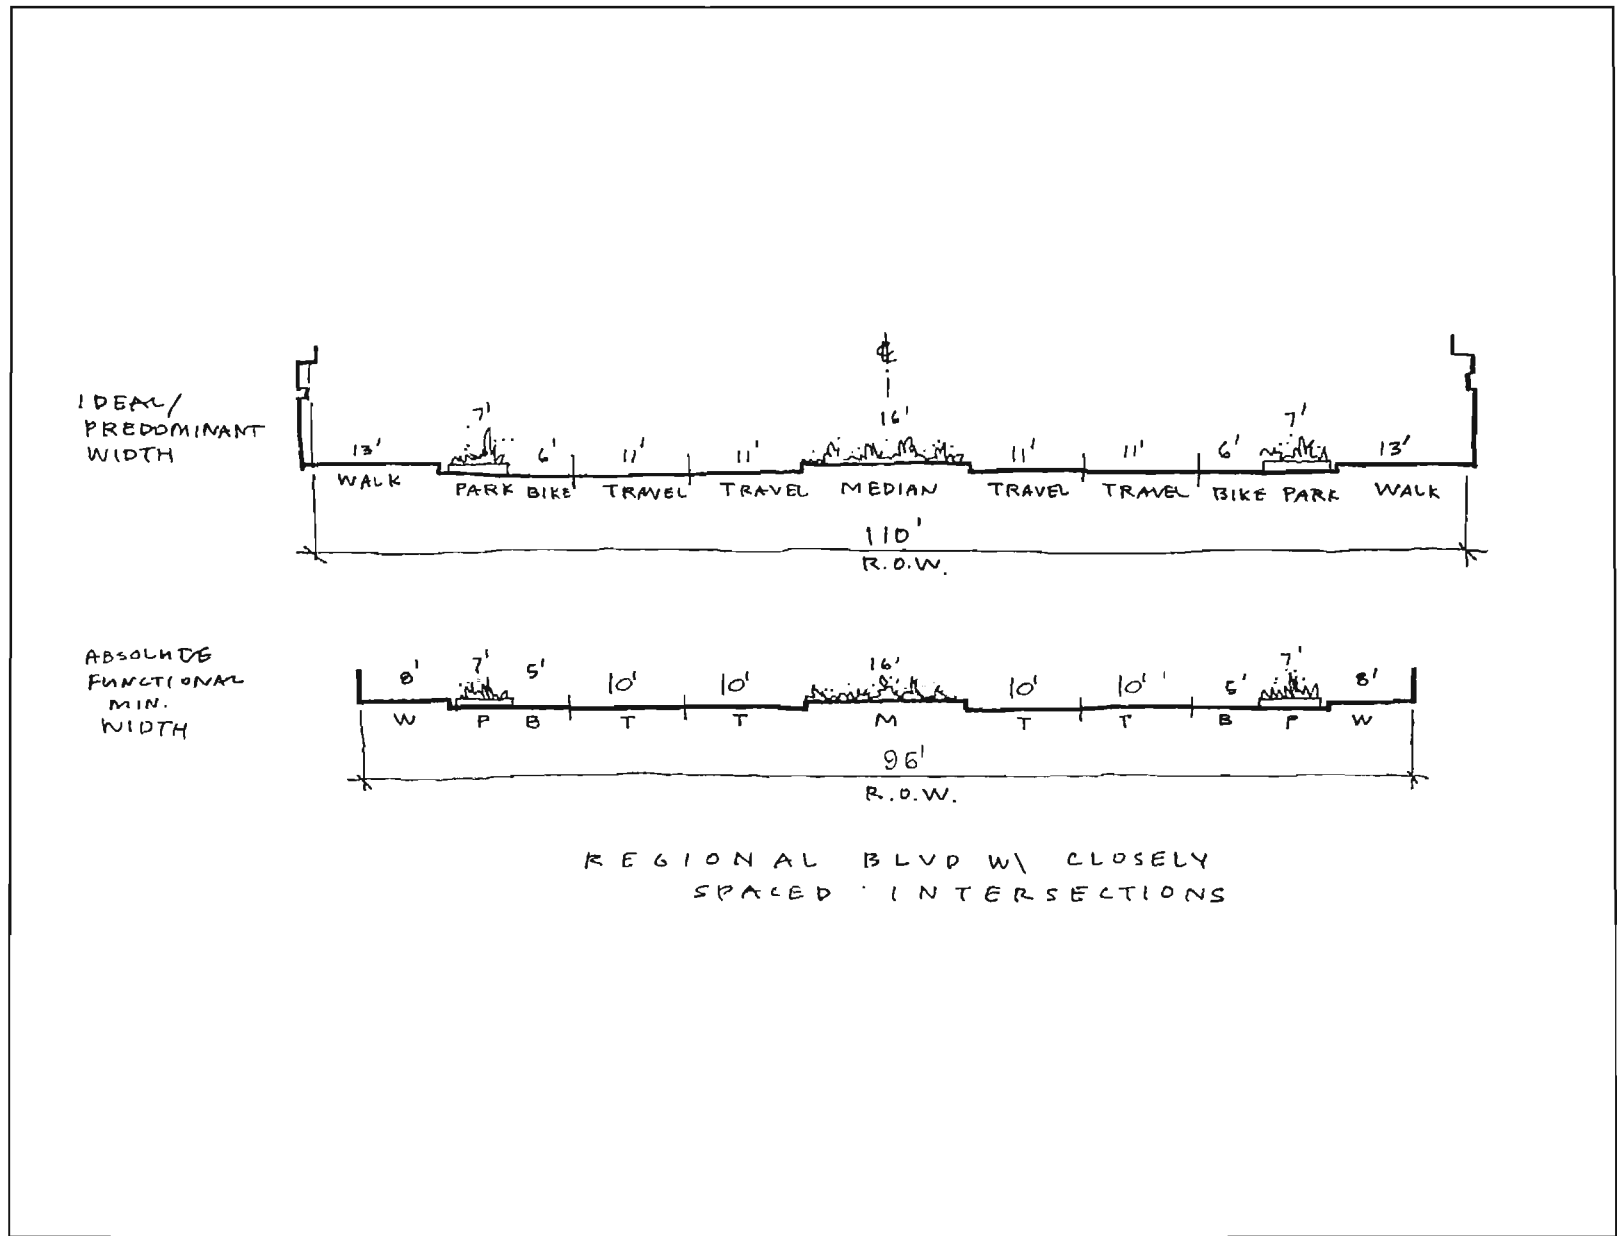 ℄
IDEAL/
PREDOMINANT
WIDTH
13' 7' 6' 11' 11' 16' 11' 11' 6' 7' 13'
WALK PARK BIKE TRAVEL TRAVEL MEDIAN TRAVEL TRAVEL BIKE PARK WALK
110'
R.O.W.
ABSOLUTE
FUNCTIONAL
MIN.
WIDTH
8' 7' 5' 10' 10' 16' 10' 10' 5' 7' 8'
W P B T T M T T B P W
96'
R.O.W.
REGIONAL BLVD W\ CLOSELY
SPACED INTERSECTIONS